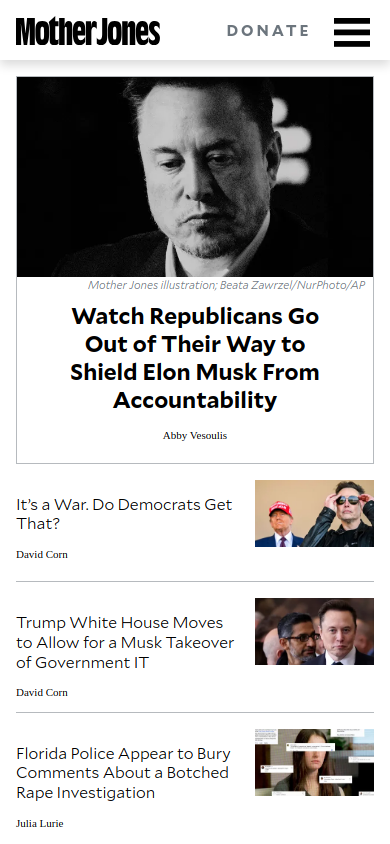 Mother Jones
DONATE
Mother Jones illustration; Beata Zawrzel/NurPhoto/AP
Watch Republicans Go
Out of Their Way to
Shield Elon Musk From
Accountability
Abby Vesoulis
It’s a War. Do Democrats Get
That?
David Corn
Trump White House Moves
to Allow for a Musk Takeover
of Government IT
David Corn
Florida Police Appear to Bury
Comments About a Botched
Rape Investigation
Julia Lurie